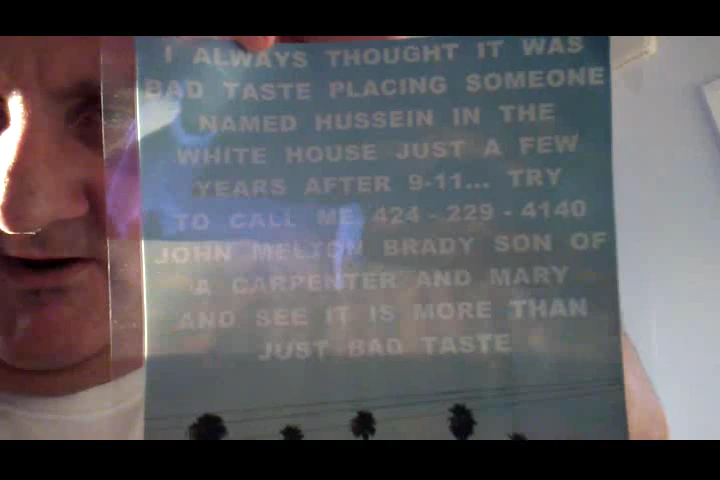 I ALWAYS THOUGHT IT WAS
BAD TASTE PLACING SOMEONE
NAMED HUSSEIN IN THE
WHITE HOUSE JUST A FEW
YEARS AFTER 9-11... TRY
TO CALL ME 424 - 229 - 4140
JOHN MELTON BRADY SON OF
A CARPENTER AND MARY
AND SEE IT IS MORE THAN
JUST BAD TASTE